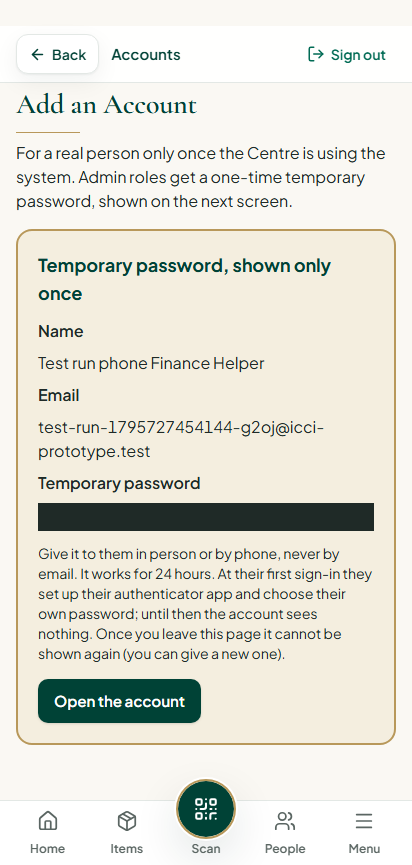 Back
Accounts
Sign out
Add an Account
For a real person only once the Centre is using the
system. Admin roles get a one-time temporary
password, shown on the next screen.
Temporary password, shown only
once
Name
Test run phone Finance Helper
Email
test-run-1795727454144-g2oj@icci-
prototype.test
Temporary password
Give it to them in person or by phone, never by
email. It works for 24 hours. At their first sign-in they
set up their authenticator app and choose their
own password; until then the account sees
nothing. Once you leave this page it cannot be
shown again (you can give a new one).
Open the account
Home
Items
Scan
People
Menu